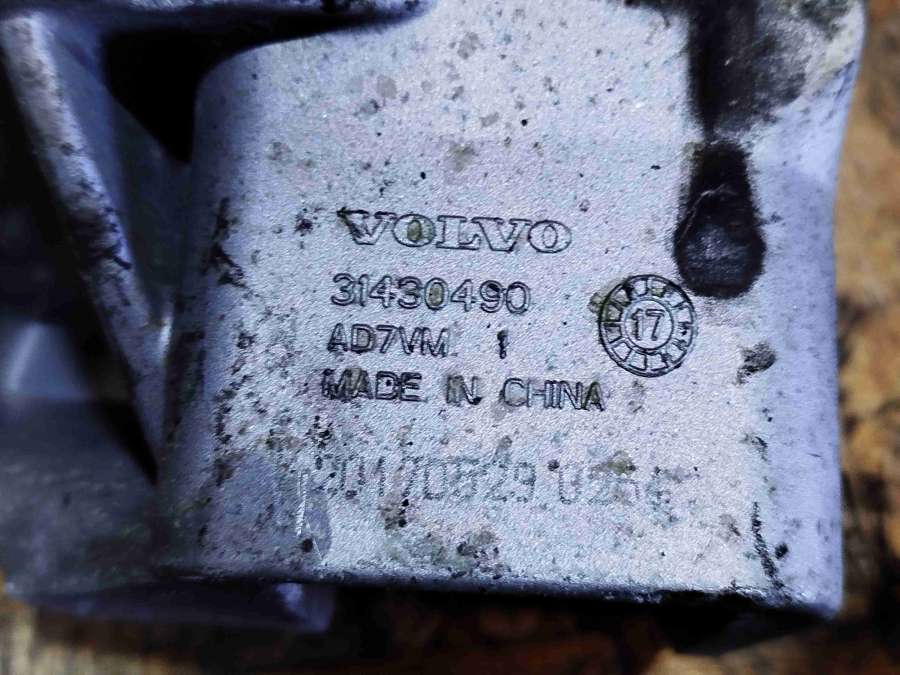 VOLVO
31430490
17
AD7VM 1
MADE IN CHINA